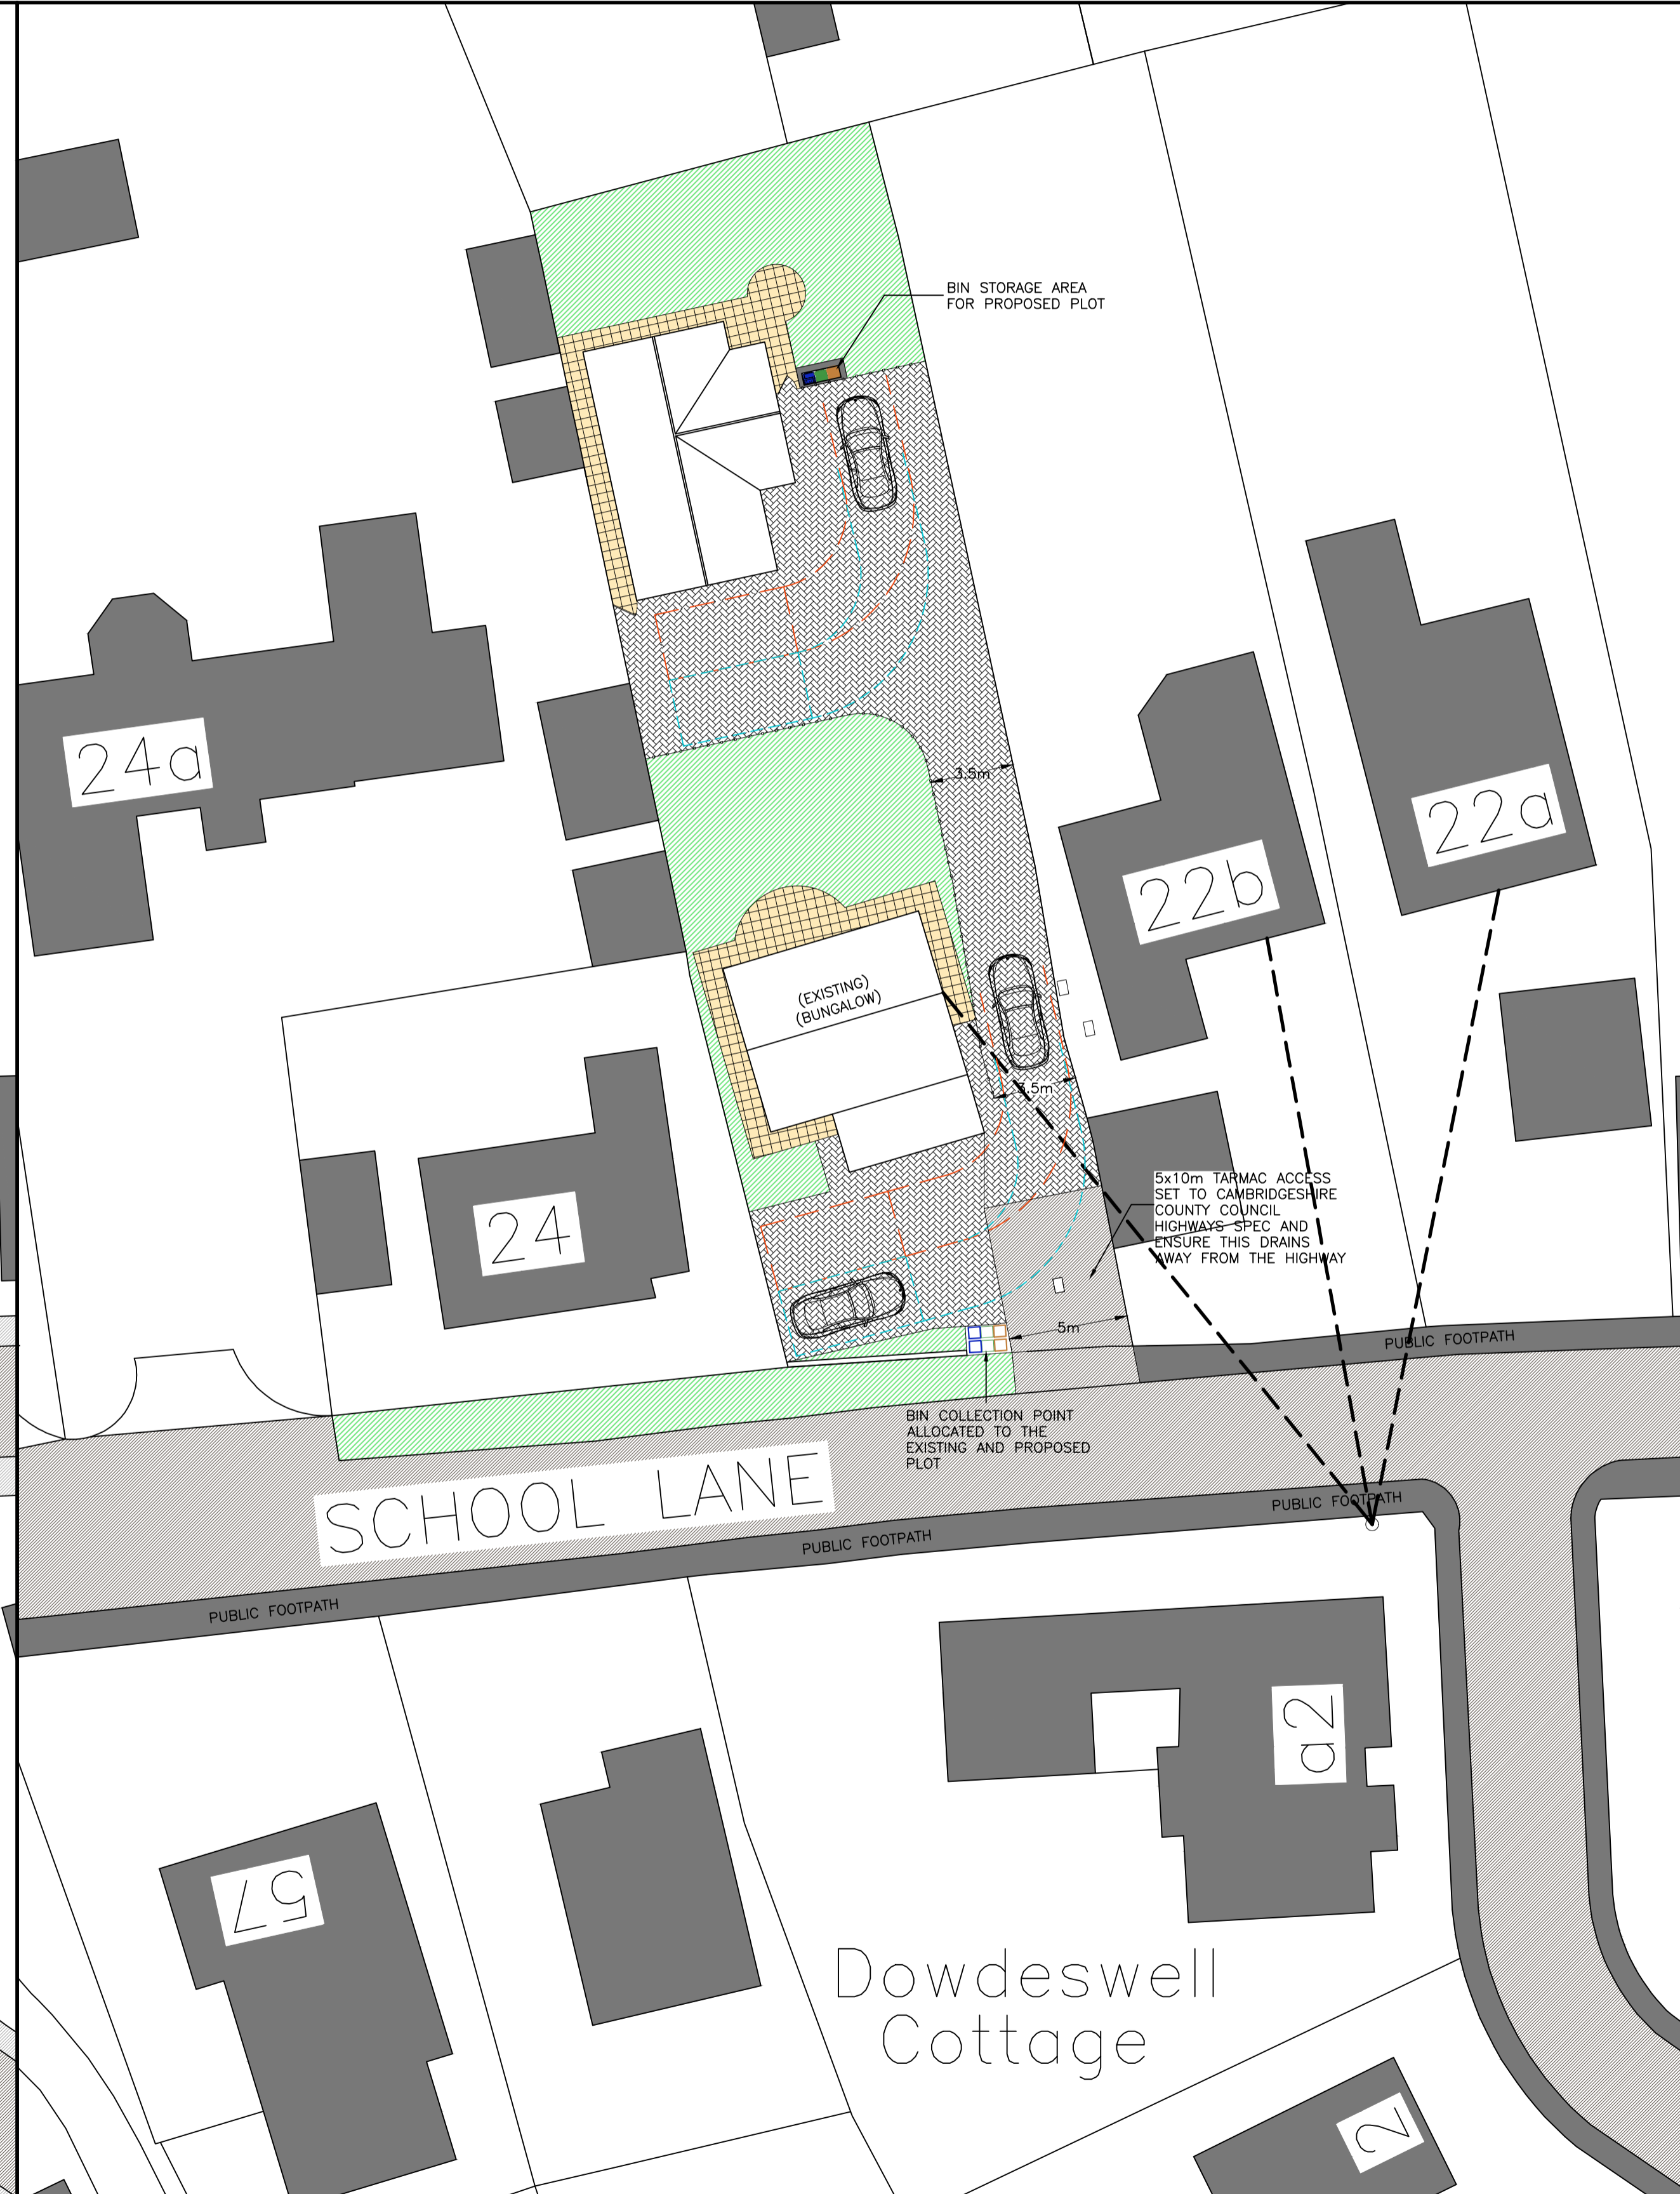 BIN STORAGE AREA
FOR PROPOSED PLOT
24a
3.5m
22a
22b
(EXISTING)
(BUNGALOW)
3.5m
5x10m TARMAC ACCESS
SET TO CAMBRIDGESHIRE
COUNTY COUNCIL
HIGHWAYS SPEC AND
ENSURE THIS DRAINS
AWAY FROM THE HIGHWAY
24
5m
PUBLIC FOOTPATH
BIN COLLECTION POINT
ALLOCATED TO THE
EXISTING AND PROPOSED
PLOT
SCHOOL LANE
PUBLIC FOOTPATH
PUBLIC FOOTPATH
PUBLIC FOOTPATH
a2
57
Dowdeswell
Cottage
2